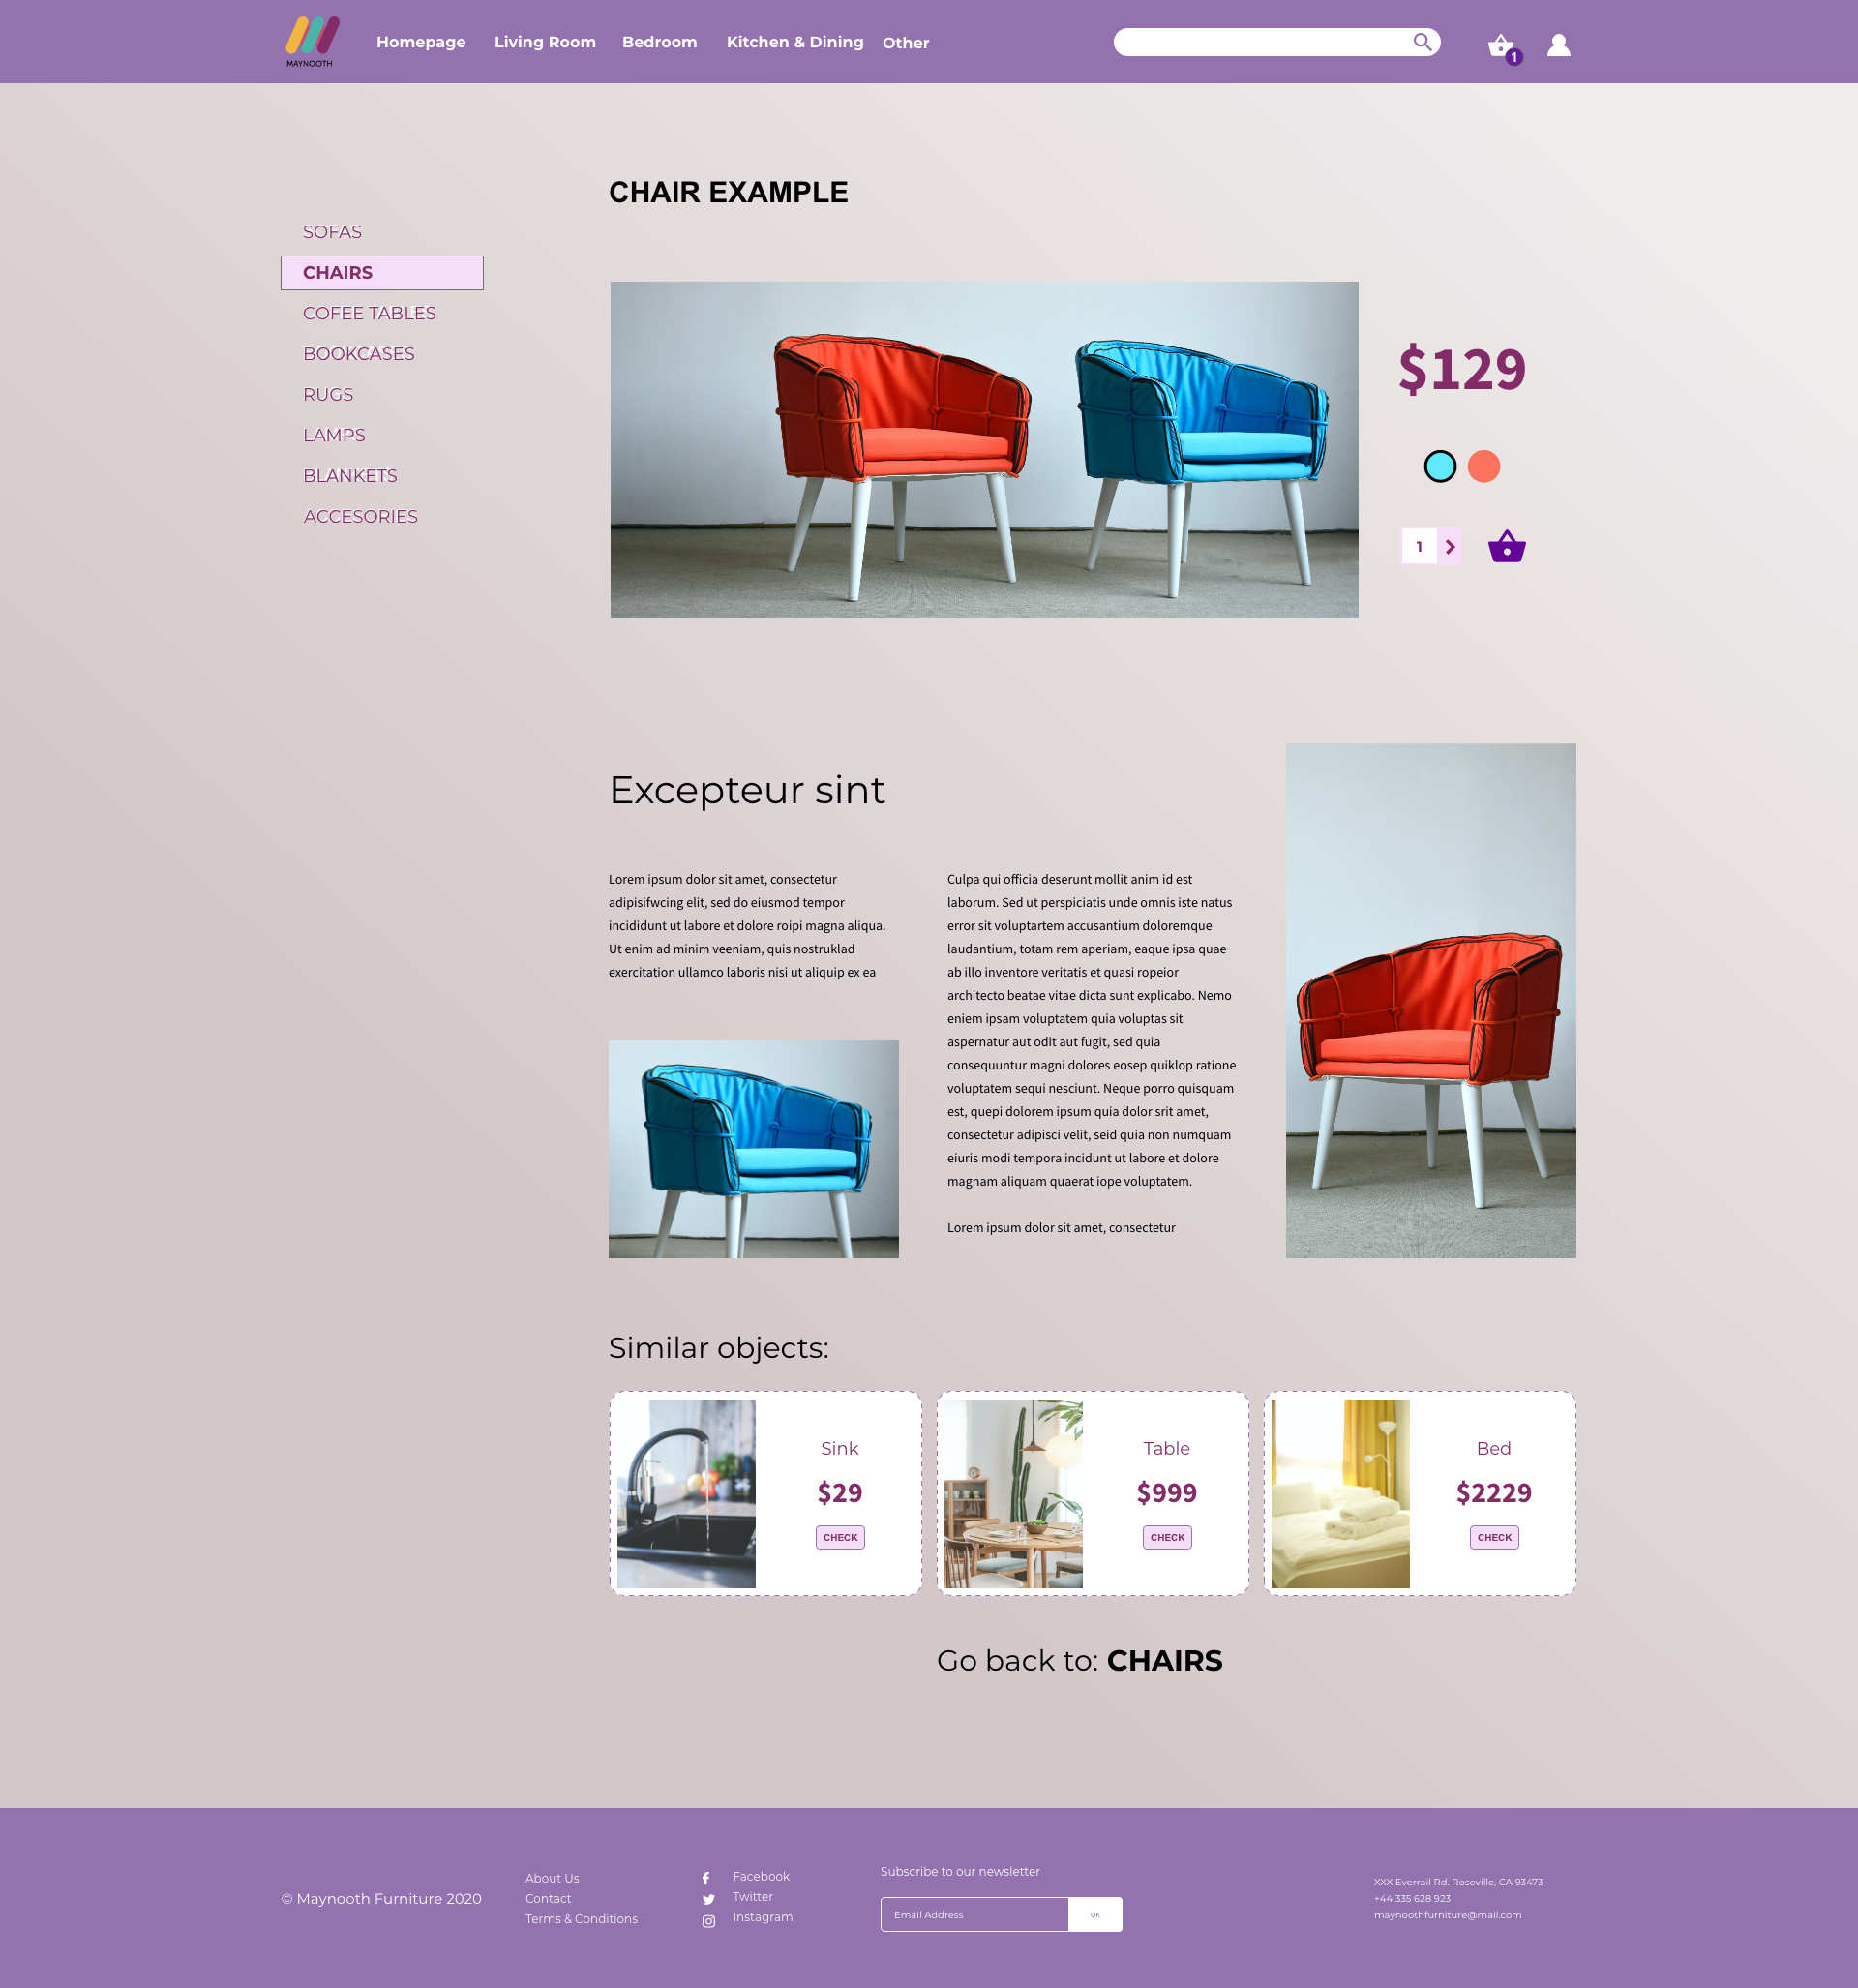 MAYNOOTH
Homepage
Living Room
Bedroom
Kitchen & Dining
Other
1
CHAIR EXAMPLE
SOFAS
CHAIRS
COFEE TABLES
BOOKCASES
RUGS
LAMPS
BLANKETS
ACCESORIES
$129
1
Excepteur sint
Lorem ipsum dolor sit amet, consectetur
adipisifwcing elit, sed do eiusmod tempor
incididunt ut labore et dolore roipi magna aliqua.
Ut enim ad minim veeniam, quis nostruklad
exercitation ullamco laboris nisi ut aliquip ex ea
Culpa qui officia deserunt mollit anim id est
laborum. Sed ut perspiciatis unde omnis iste natus
error sit voluptartem accusantium doloremque
laudantium, totam rem aperiam, eaque ipsa quae
ab illo inventore veritatis et quasi ropeior
architecto beatae vitae dicta sunt explicabo. Nemo
eniem ipsam voluptatem quia voluptas sit
aspernatur aut odit aut fugit, sed quia
consequuntur magni dolores eosep quiklop ratione
voluptatem sequi nesciunt. Neque porro quisquam
est, quepi dolorem ipsum quia dolor srit amet,
consectetur adipisci velit, seid quia non numquam
eiuris modi tempora incidunt ut labore et dolore
magnam aliquam quaerat iope voluptatem.
Lorem ipsum dolor sit amet, consectetur
Similar objects:
Sink
$29
CHECK
Table
$999
CHECK
Bed
$2229
CHECK
Go back to: CHAIRS
© Maynooth Furniture 2020
About Us
Contact
Terms & Conditions
Facebook
Twitter
Instagram
Subscribe to our newsletter
Email Address
OK
XXX Everrail Rd. Roseville, CA 93473
+44 335 628 923
maynoothfurniture@mail.com